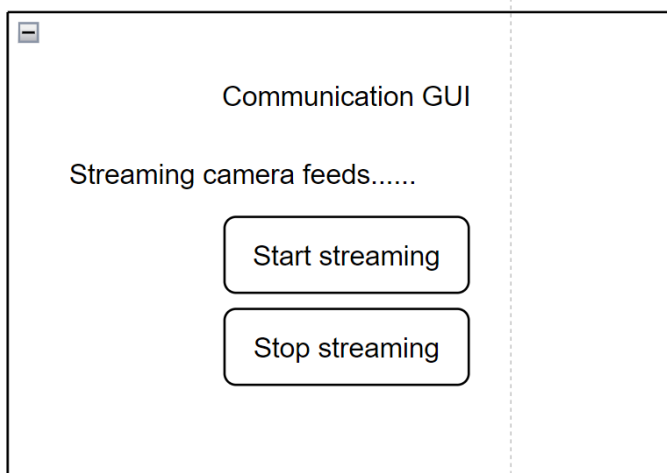 Communication GUI
Streaming camera feeds......
Start streaming
Stop streaming